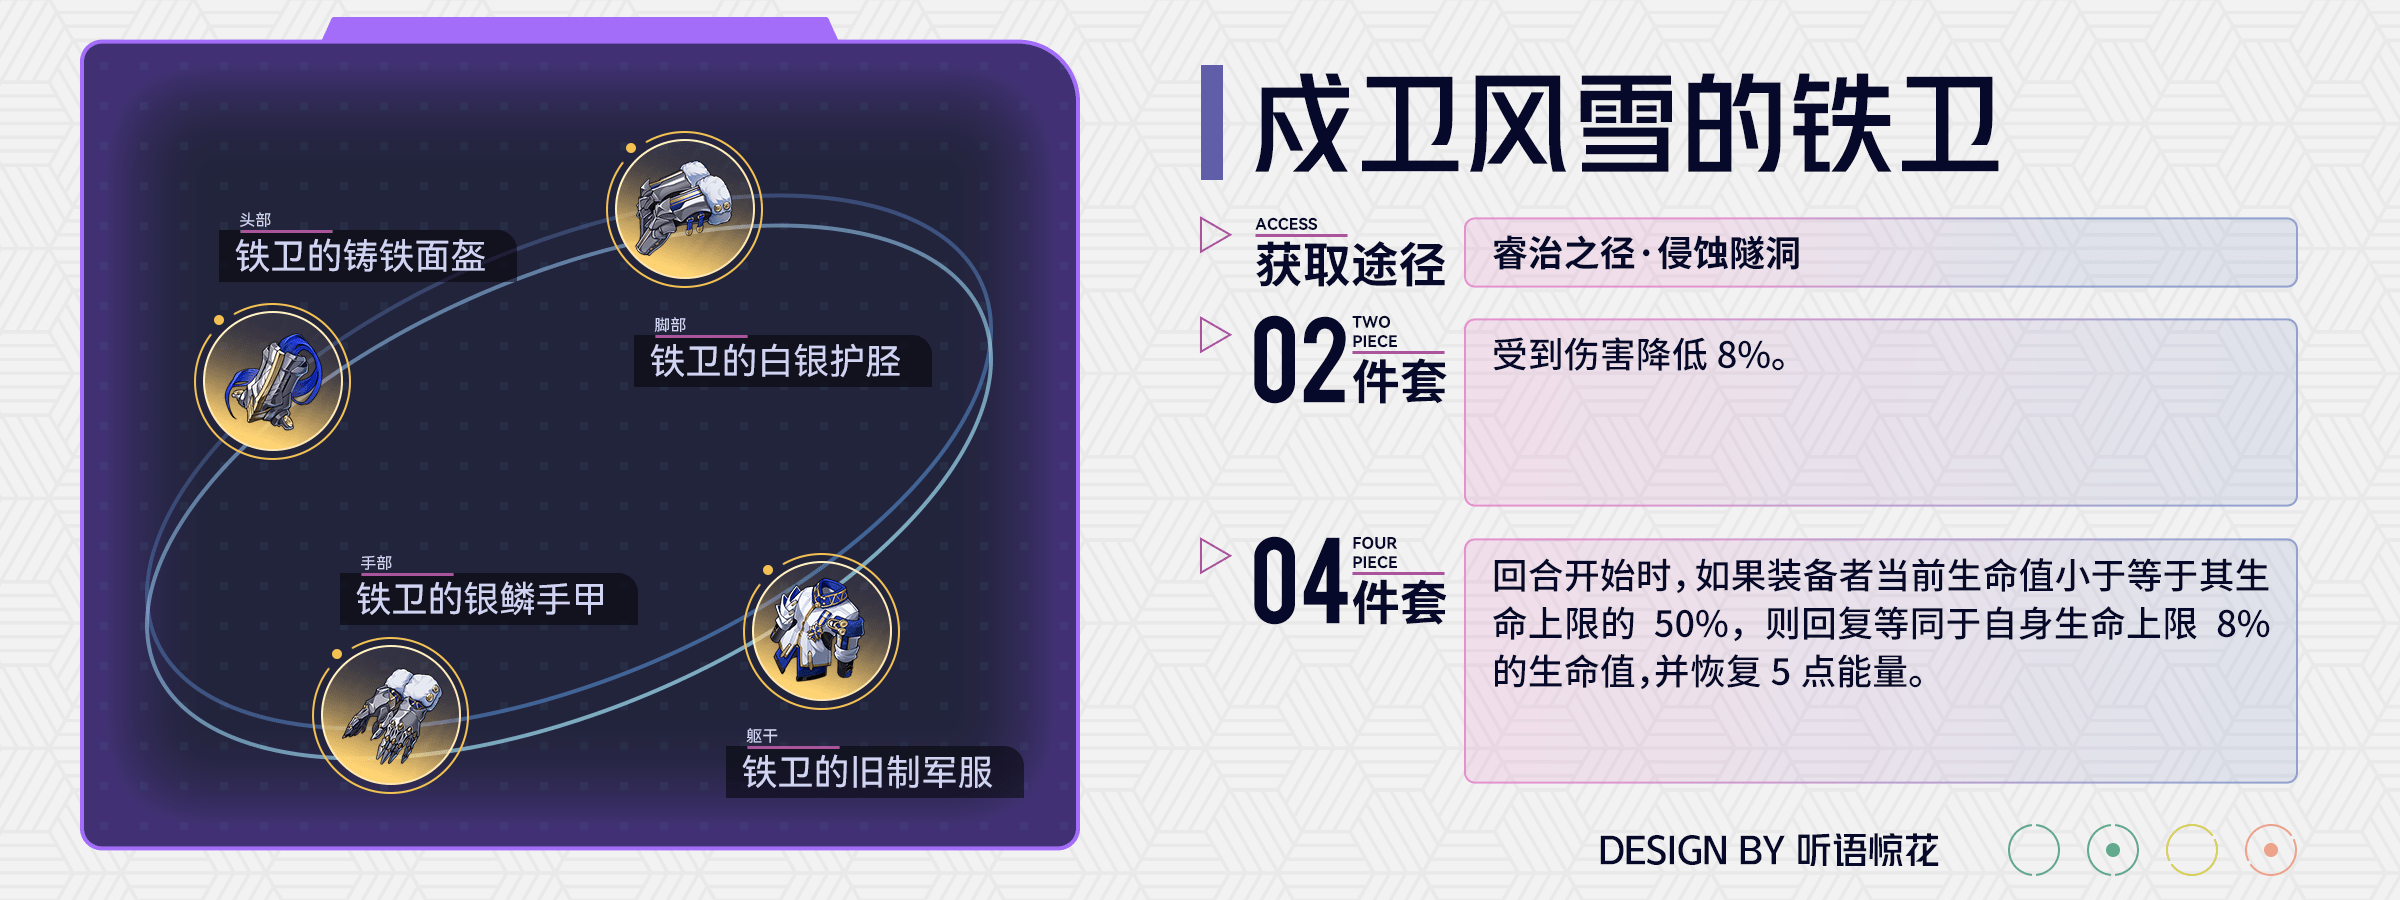 头部
铁卫的铸铁面盔
脚部
铁卫的白银护胫
手部
铁卫的银鳞手甲
躯干
铁卫的旧制军服
戍卫风雪的铁卫
ACCESS
获取途径
睿治之径·侵蚀隧洞
02
TWO
PIECE
件套
受到伤害降低 8%。
04
FOUR
PIECE
件套
回合开始时，如果装备者当前生命值小于等于其生
命上限的 50%，则回复等同于自身生命上限 8%
的生命值，并恢复 5 点能量。
DESIGN BY 听语惊花